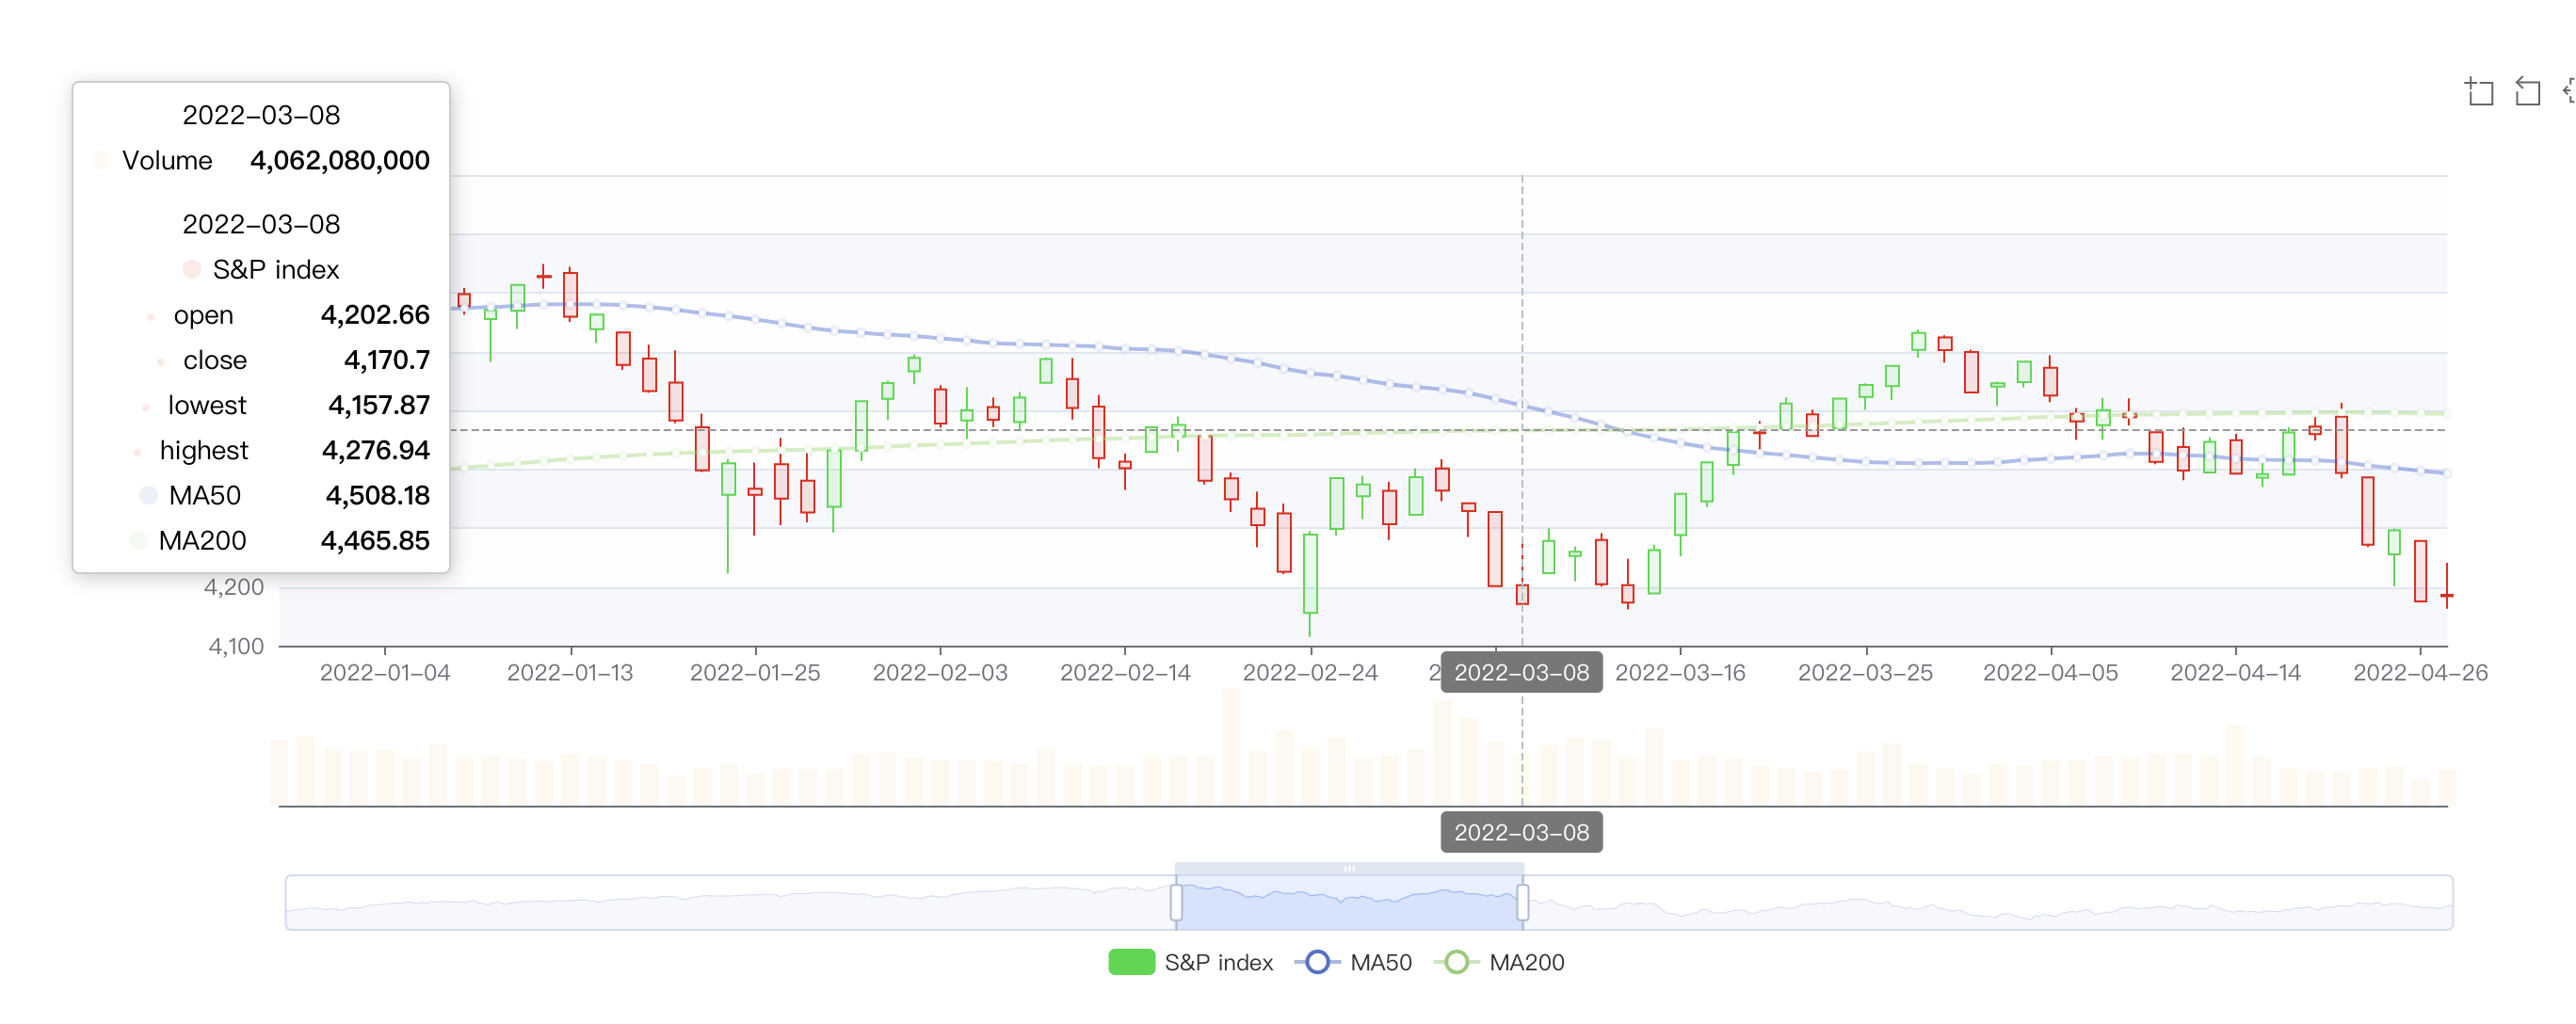 2022-03-08
Volume 4,062,080,000
2022-03-08
S&P index
open 4,202.66
close 4,170.7
lowest 4,157.87
highest 4,276.94
MA50 4,508.18
MA200 4,465.85
4,200
4,100
2022-01-04 2022-01-13 2022-01-25 2022-02-03 2022-02-14 2022-02-24 2022-03-08 2022-03-16 2022-03-25 2022-04-05 2022-04-14 2022-04-26
2022-03-08
S&P index MA50 MA200